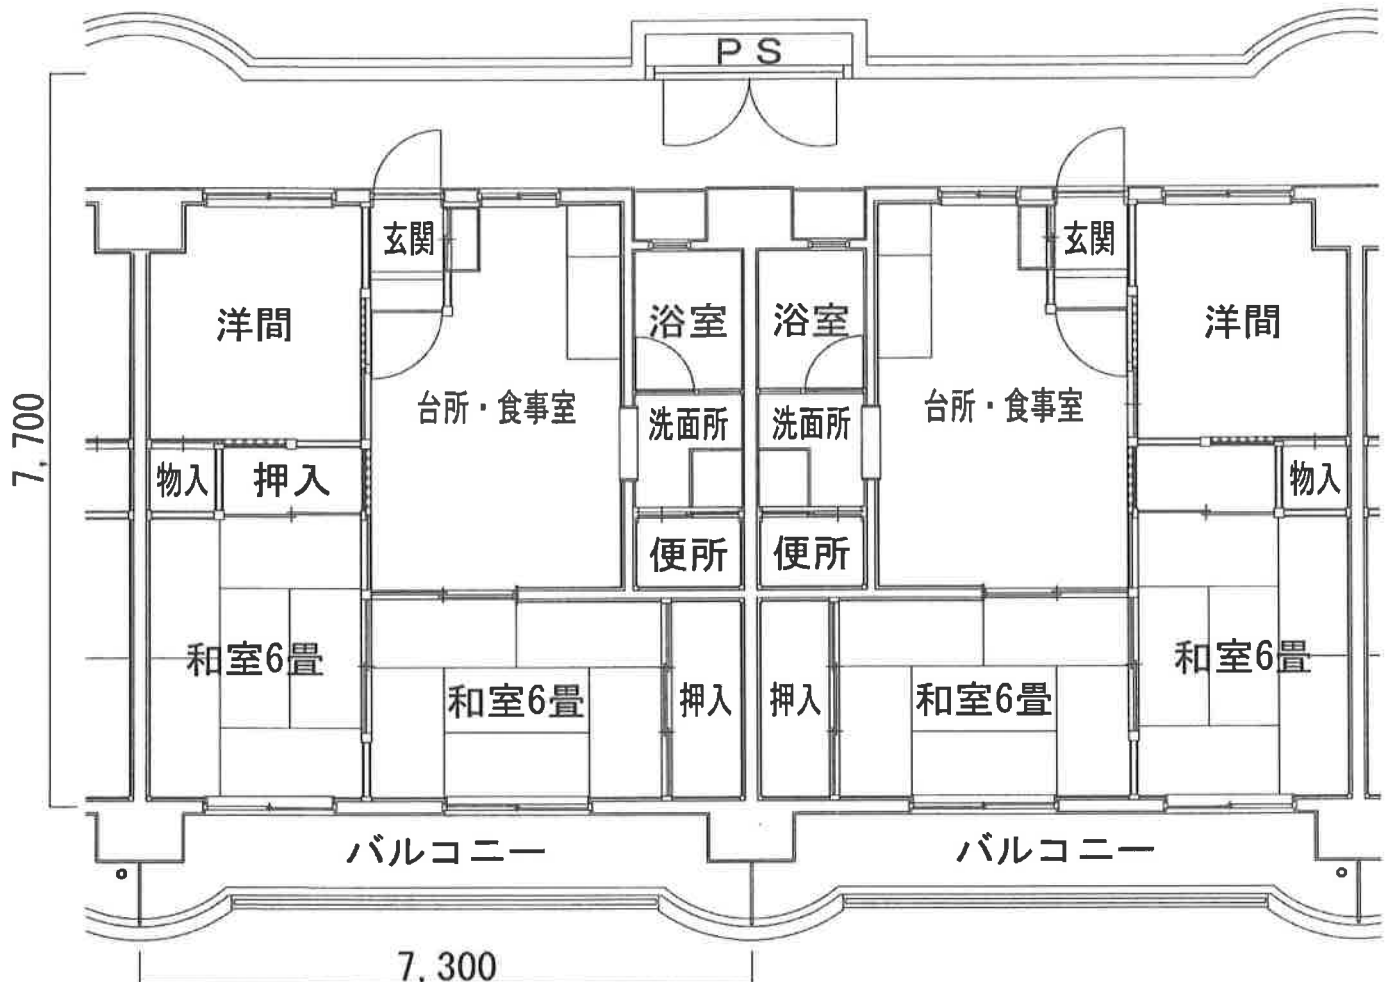 PS
玄関
玄関
洋間
浴室
浴室
洋間
台所・食事室
洗面所
洗面所
台所・食事室
7,700
物入
押入
物入
便所
便所
和室6畳
和室6畳
押入
押入
和室6畳
和室6畳
バルコニー
バルコニー
7,300